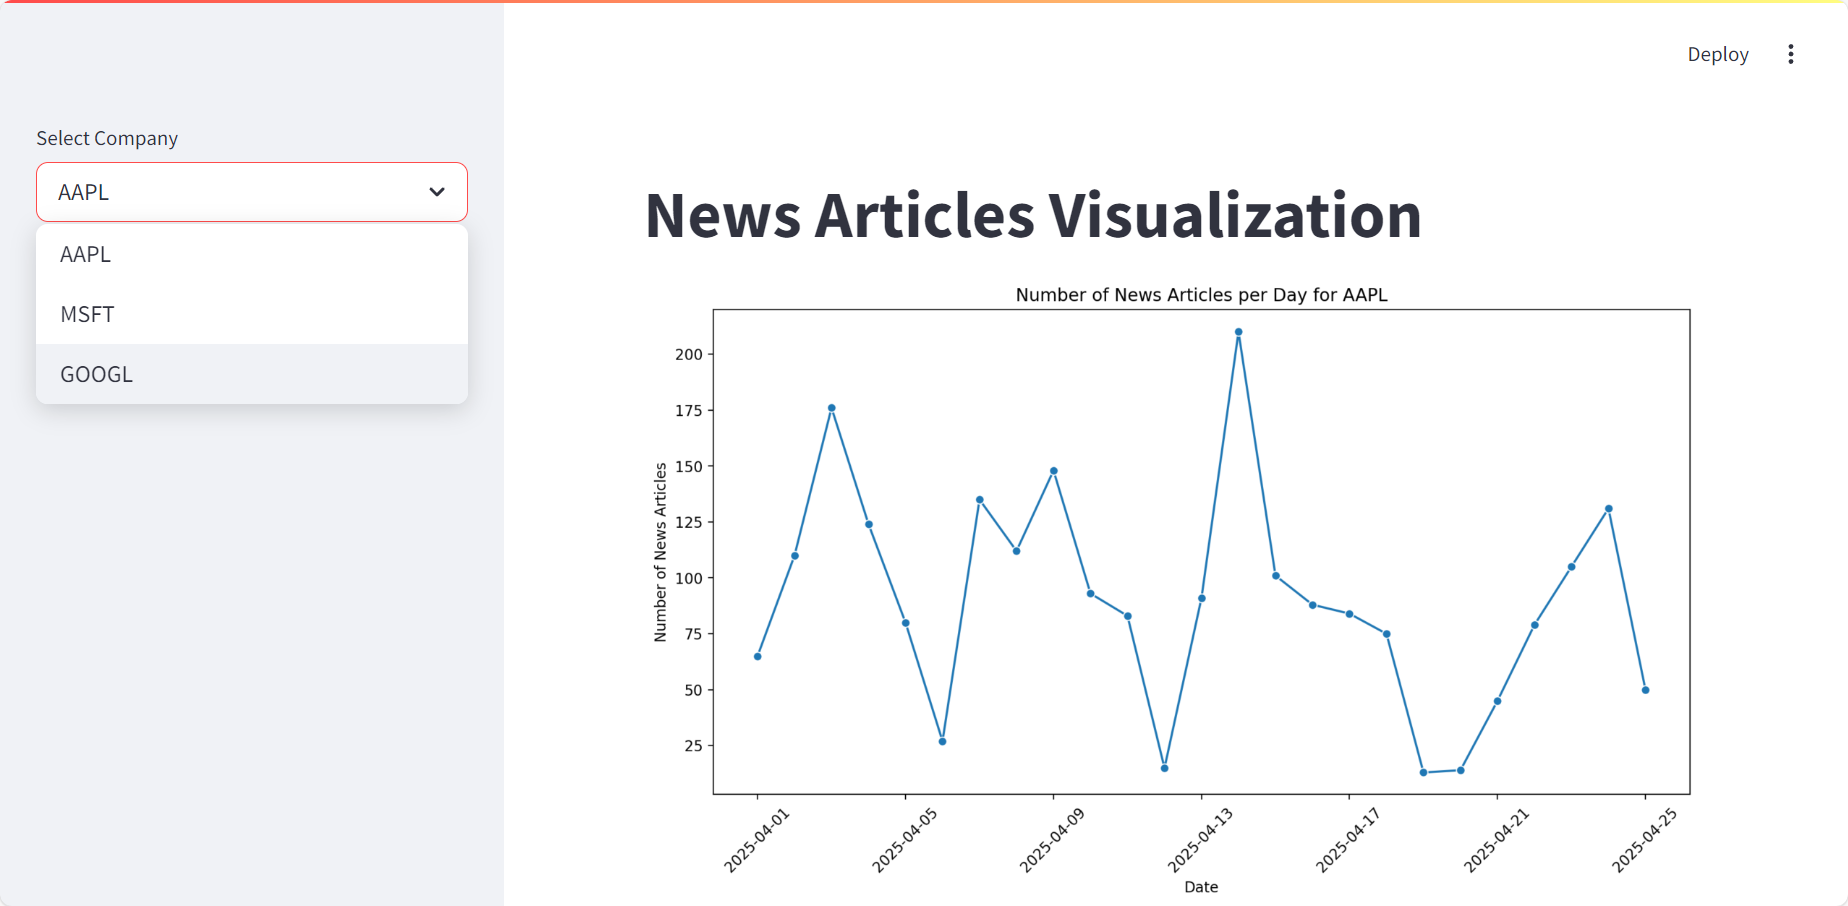 Deploy
Select Company
AAPL
AAPL
MSFT
GOOGL
News Articles Visualization
Number of News Articles per Day for AAPL
Number of News Articles
200
175
150
125
100
75
50
25
2025-04-01
2025-04-05
2025-04-09
2025-04-13
2025-04-17
2025-04-21
2025-04-25
Date